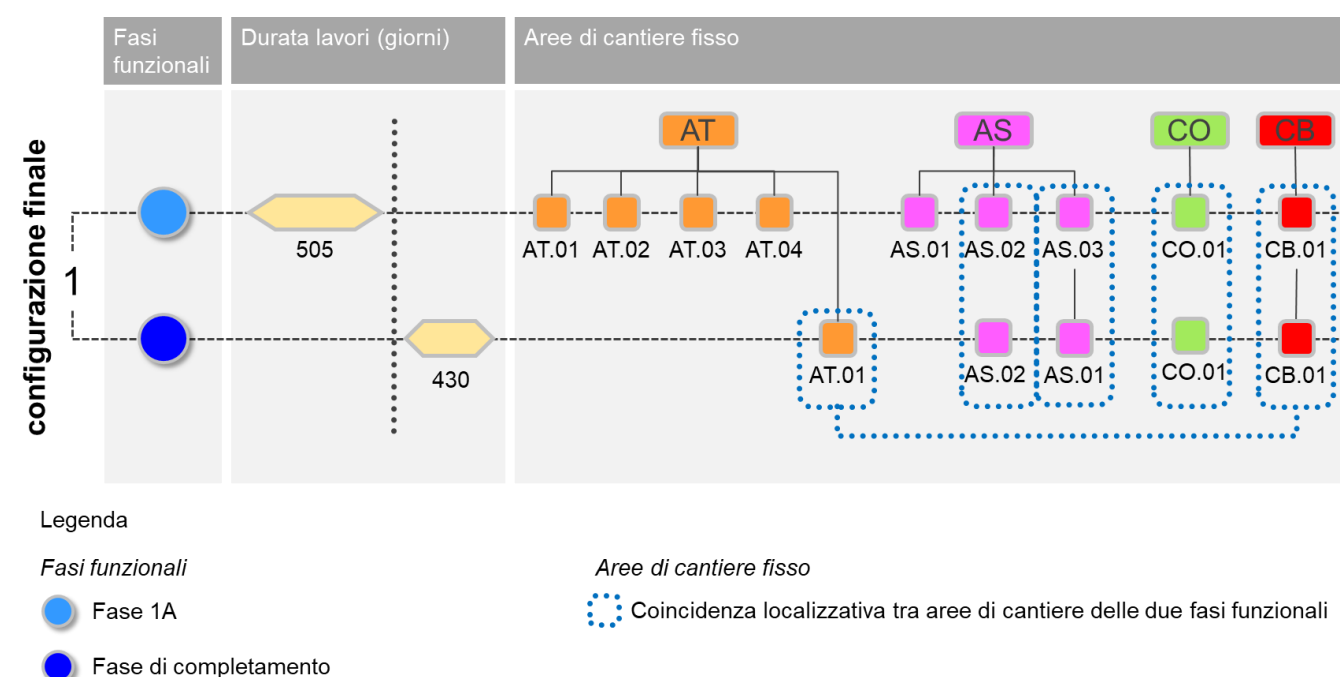 Fasi
funzionali
Durata lavori (giorni)
Aree di cantiere fisso
configurazione finale
1
AT
AS
CO
CB
505
AT.01 AT.02 AT.03 AT.04 AS.01 AS.02 AS.03 CO.01 CB.01
430
AT.01 AS.02 AS.01 CO.01 CB.01
Legenda
Fasi funzionali
Fase 1A
Fase di completamento
Aree di cantiere fisso
Coincidenza localizzativa tra aree di cantiere delle due fasi funzionali